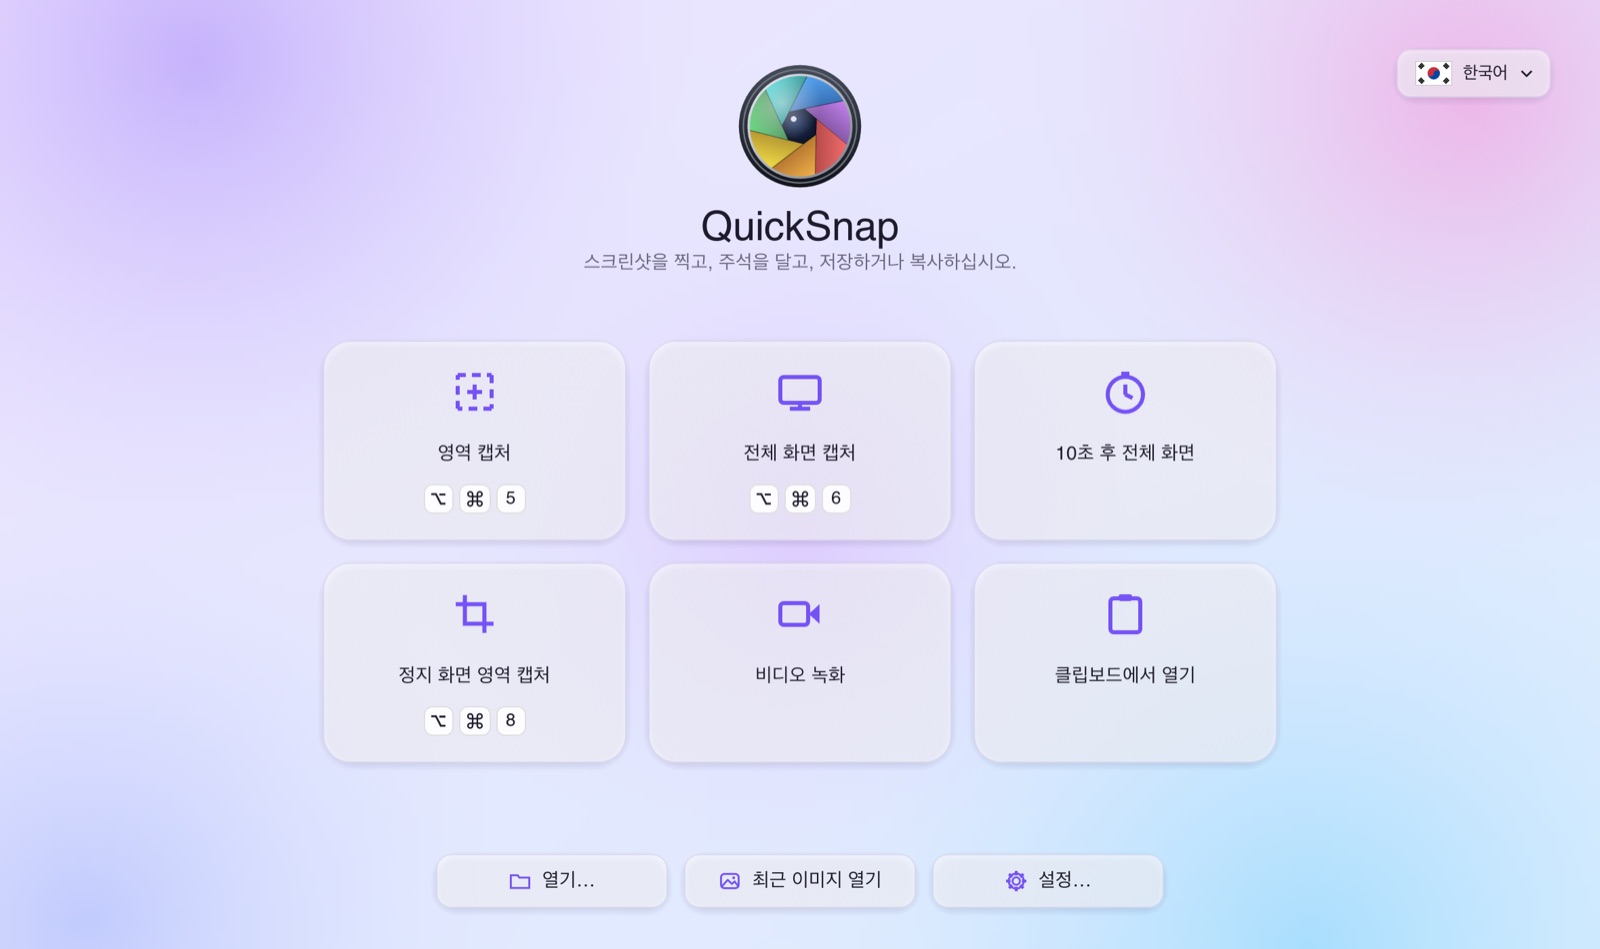 한국어
QuickSnap
스크린샷을 찍고, 주석을 달고, 저장하거나 복사하십시오.
영역 캡처
⌥ ⌘ 5
전체 화면 캡처
⌥ ⌘ 6
10초 후 전체 화면
정지 화면 영역 캡처
⌥ ⌘ 8
비디오 녹화
클립보드에서 열기
열기...
최근 이미지 열기
설정...